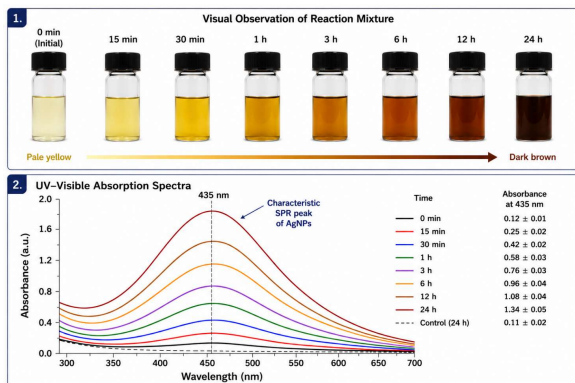 1.
Visual Observation of Reaction Mixture
0 min
(Initial)
15 min
30 min
1 h
3 h
6 h
12 h
24 h
Pale yellow
Dark brown
2.
UV–Visible Absorption Spectra
435 nm
Characteristic
SPR peak
of AgNPs
Absorbance (a.u.)
2.0
1.6
1.2
0.8
0.4
0.0
300 350 400 450 500 550 600 650 700
Wavelength (nm)
Time Absorbance
at 435 nm
0 min 0.12 ± 0.01
15 min 0.25 ± 0.02
30 min 0.42 ± 0.02
1 h 0.58 ± 0.03
3 h 0.76 ± 0.03
6 h 0.96 ± 0.04
12 h 1.08 ± 0.04
24 h 1.34 ± 0.05
Control (24 h) 0.11 ± 0.02